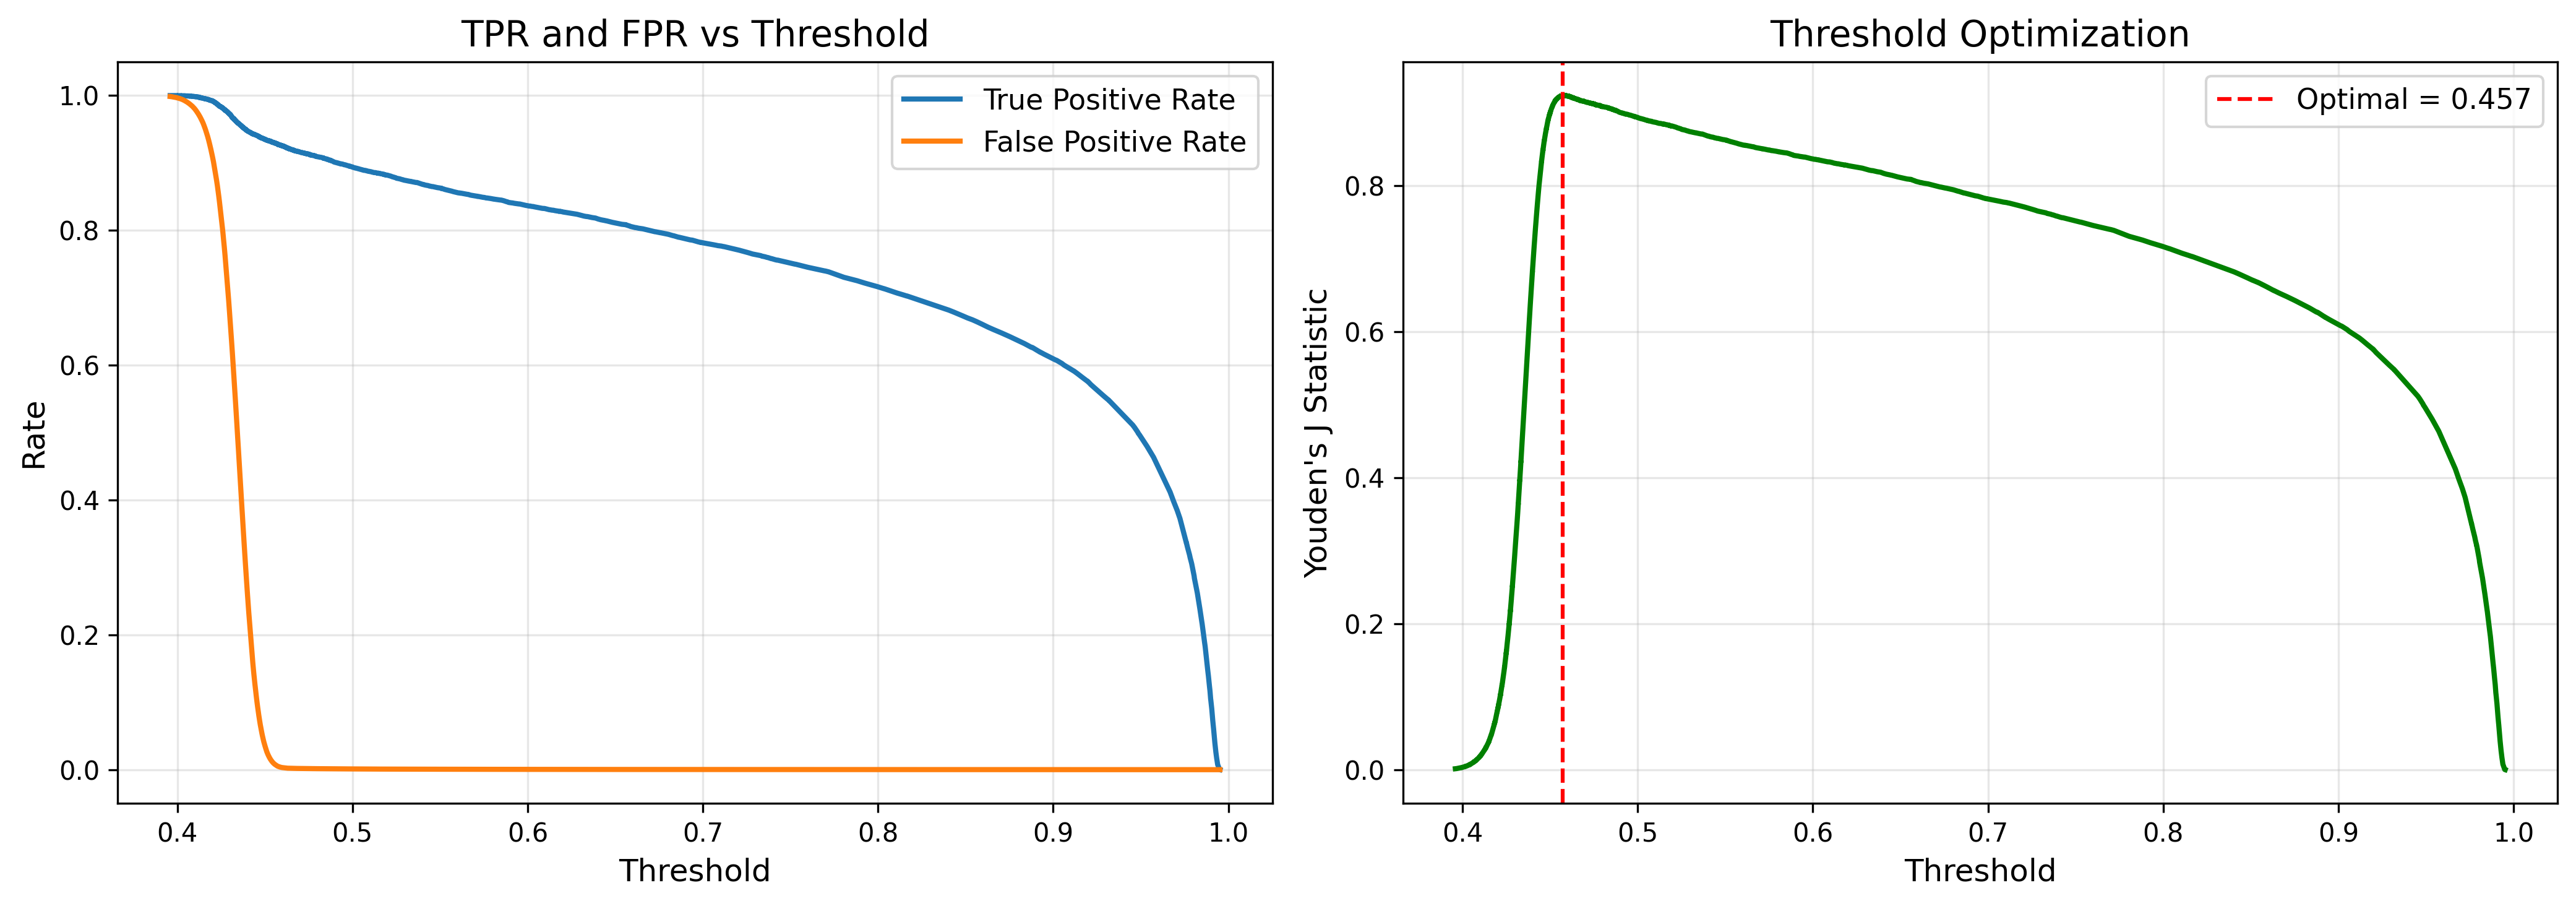 TPR and FPR vs Threshold
True Positive Rate
False Positive Rate
Rate
1.0
0.8
0.6
0.4
0.2
0.0
0.4 0.5 0.6 0.7 0.8 0.9 1.0
Threshold
Threshold Optimization
Optimal = 0.457
Youden's J Statistic
0.8
0.6
0.4
0.2
0.0
0.4 0.5 0.6 0.7 0.8 0.9 1.0
Threshold